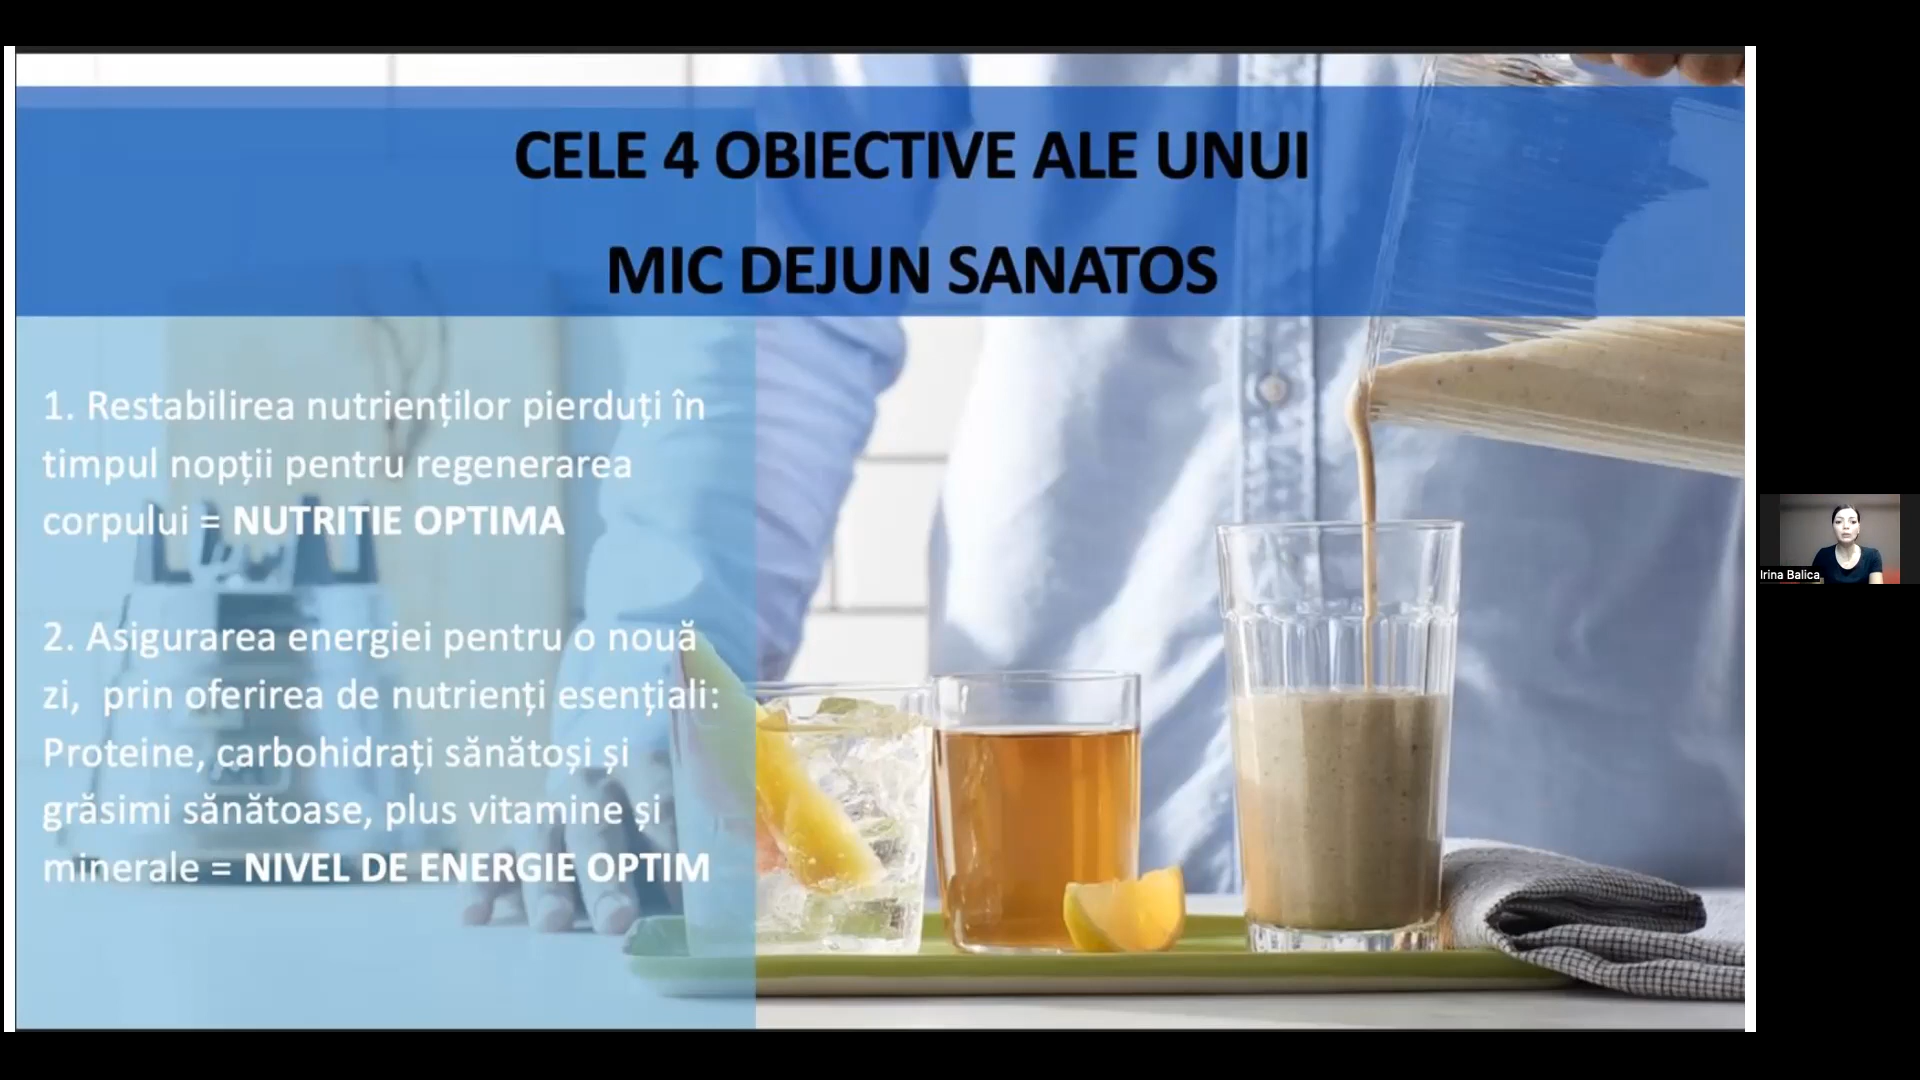 CELE 4 OBIECTIVE ALE UNUI
MIC DEJUN SANATOS
1. Restabilirea nutrienților pierduți în
timpul nopții pentru regenerarea
corpului = NUTRITIE OPTIMA
2. Asigurarea energiei pentru o nouă
zi,  prin oferirea de nutrienți esențiali:
Proteine, carbohidrați sănătoși și
grăsimi sănătoase, plus vitamine și
minerale = NIVEL DE ENERGIE OPTIM
Irina Balica